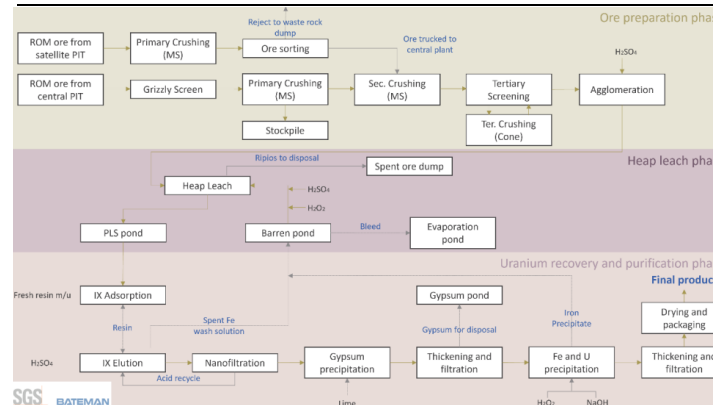 Ore preparation pha
Reject to waste rock
dump
ROM ore from
satellite PIT
Primary Crushing
(MS)
Ore sorting
Ore trucked to
central plant
H₂SO₄
ROM ore from
central PIT
Grizzly Screen
Primary Crushing
(MS)
Sec. Crushing
(MS)
Tertiary
Screening
Agglomeration
Stockpile
Ter. Crushing
(Cone)
Heap leach pha
Ripios to disposal
Spent ore dump
Heap Leach
H₂SO₄
H₂O₂
PLS pond
Barren pond
Bleed
Evaporation
pond
Uranium recovery and purification pha
Final produc
Fresh resin m/u
IX Adsorption
Gypsum pond
Drying and
packaging
Resin
Spent Fe
wash solution
Gypsum for disposal
Iron
Precipitate
H₂SO₄
IX Elution
Nanofiltration
Gypsum
precipitation
Thickening and
filtration
Fe and U
precipitation
Thickening and
filtration
Acid recycle
Lime
H₂O₂
NaOH
SGS
BATEMAN